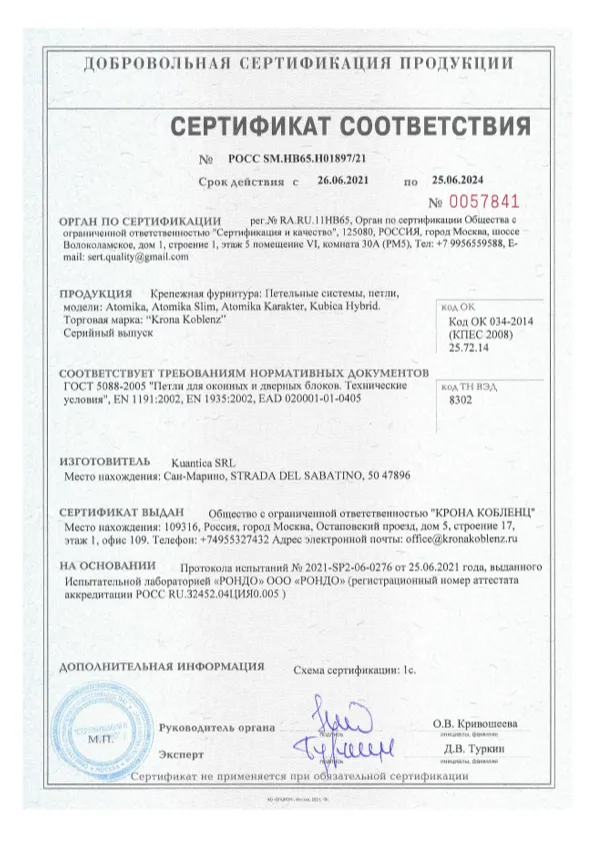 ДОБРОВОЛЬНАЯ СЕРТИФИКАЦИЯ ПРОДУКЦИИ
СЕРТИФИКАТ СООТВЕТСТВИЯ
№ РОСС SM.НВ65.Н01897/21
Срок действия с 26.06.2021 по 25.06.2024
№ 0057841
ОРГАН ПО СЕРТИФИКАЦИИ рег.№ RA.RU.11НВ65, Орган по сертификации Общества с
ограниченной ответственностью "Сертификация и качество", 125080, РОССИЯ, город Москва, шоссе
Волоколамское, дом 1, строение 1, этаж 5 помещение VI, комната 30А (РМ5), Тел: +7 9956559588, E-
mail: sert.quality@gmail.com
ПРОДУКЦИЯ Крепежная фурнитура: Петельные системы, петли,
модели: Atomika, Atomika Slim, Atomika Karakter, Kubica Hybrid.
Торговая марка: "Krona Koblenz"
Серийный выпуск
код ОК
Код ОК 034-2014
(КПЕС 2008)
25.72.14
СООТВЕТСТВУЕТ ТРЕБОВАНИЯМ НОРМАТИВНЫХ ДОКУМЕНТОВ
ГОСТ 5088-2005 "Петли для оконных и дверных блоков. Технические
условия", EN 1191:2002, EN 1935:2002, EAD 020001-01-0405
код ТН ВЭД
8302
ИЗГОТОВИТЕЛЬ Kuantica SRL
Место нахождения: Сан-Марино, STRADA DEL SABATINO, 50 47896
СЕРТИФИКАТ ВЫДАН Общество с ограниченной ответственностью "КРОНА КОБЛЕНЦ"
Место нахождения: 109316, Россия, город Москва, Остаповский проезд, дом 5, строение 17,
этаж 1, офис 109. Телефон: +74955327432 Адрес электронной почты: office@kronakoblenz.ru
НА ОСНОВАНИИ Протокола испытаний № 2021-SP2-06-0276 от 25.06.2021 года, выданного
Испытательной лабораторией «РОНДО» ООО «РОНДО» (регистрационный номер аттестата
аккредитации РОСС RU.32452.04ЦИЯ0.005 )
ДОПОЛНИТЕЛЬНАЯ ИНФОРМАЦИЯ Схема сертификации: 1с.
М.П.
Руководитель органа О.В. Кривошеева
подпись инициалы, фамилия
Эксперт Д.В. Туркин
подпись инициалы, фамилия
Сертификат не применяется при обязательной сертификации